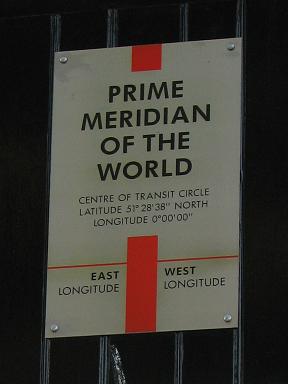 PRIME
MERIDIAN
OF THE
WORLD
CENTRE OF TRANSIT CIRCLE
LATITUDE 51° 28'38" NORTH
LONGITUDE 0°00'00"
EAST
LONGITUDE
WEST
LONGITUDE